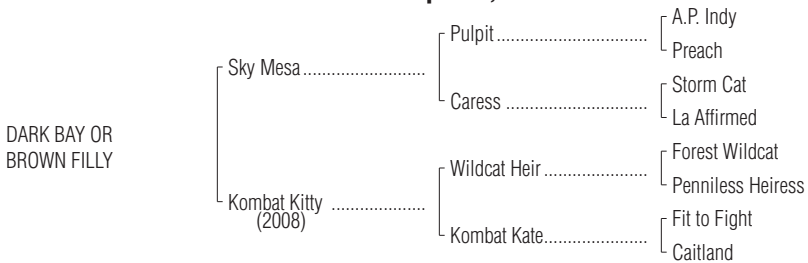 A.P. Indy
Pulpit
Preach
Sky Mesa
Storm Cat
Caress
La Affirmed
DARK BAY OR
BROWN FILLY
Forest Wildcat
Wildcat Heir
Penniless Heiress
Kombat Kitty
(2008)
Fit to Fight
Kombat Kate
Caitland